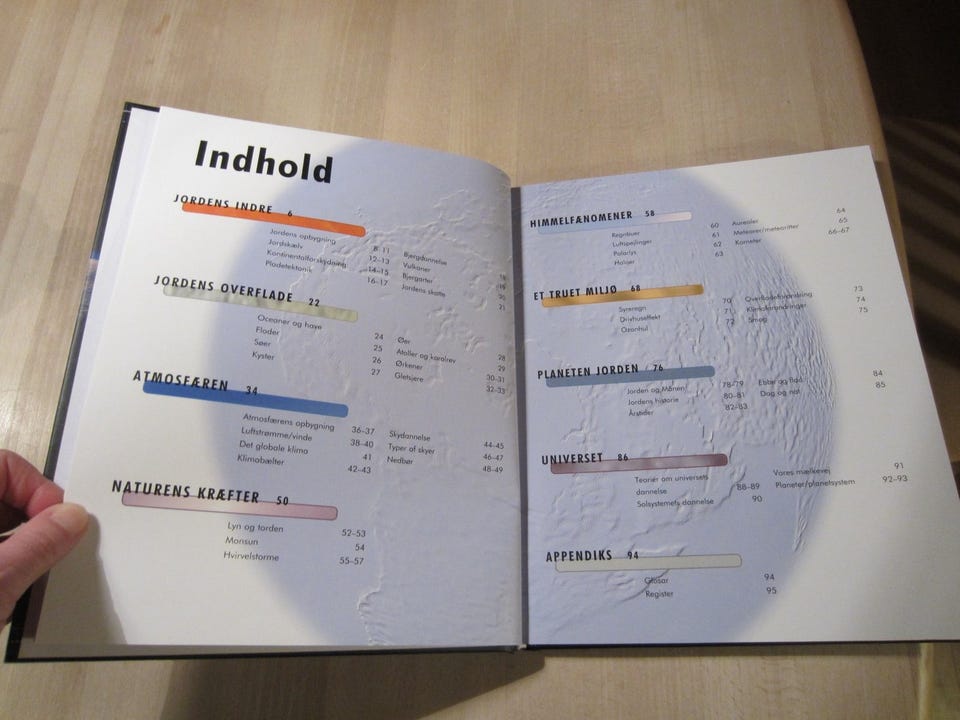 Indhold
JORDENS INDRE 6
Jordens opbygning 8-11
Jordskælv 12-13
Kontinentalforskydning 14-15
Pladetektonik 16-17
Bjergdannelse 18
Vulkaner 19
Bjergarter 20
Jordens skatte 21
JORDENS OVERFLADE 22
Oceaner og have 24
Floder 25
Søer 26
Kyster 27
Øer 28
Atoller og koralrev 29
Ørkener 30-31
Gletsjere 32-33
ATMOSFÆREN 34
Atmosfærens opbygning 36-37
Luftstrømme/vinde 38-40
Det globale klima 41
Klimabælter 42-43
Skydannelse 44-45
Typer af skyer 46-47
Nedbør 48-49
NATURENS KRÆFTER 50
Lyn og torden 52-53
Monsun 54
Hvirvelstorme 55-57
HIMMELFÆNOMENER 58
Regnbuer 60
Luftspejlinger 61
Polarlys 62
Haloer 63
Aureoler 64
Meteorer/meteoritter 65
Kometer 66-67
ET TRUET MILJØ 68
Syreregn 70
Drivhuseffekt 71
Ozonhul 72
Overfladeforandring 73
Klimaforandringer 74
Smog 75
PLANETEN JORDEN 76
Jorden og Månen 78-79
Jordens historie 80-81
Årstider 82-83
Ebbe og flod 84
Dag og nat 85
UNIVERSET 86
Teorier om universets
dannelse 88-89
Solsystemets dannelse 90
Vores mælkevej 91
Planeter/planetsystem 92-93
APPENDIKS 94
Glosar 94
Register 95